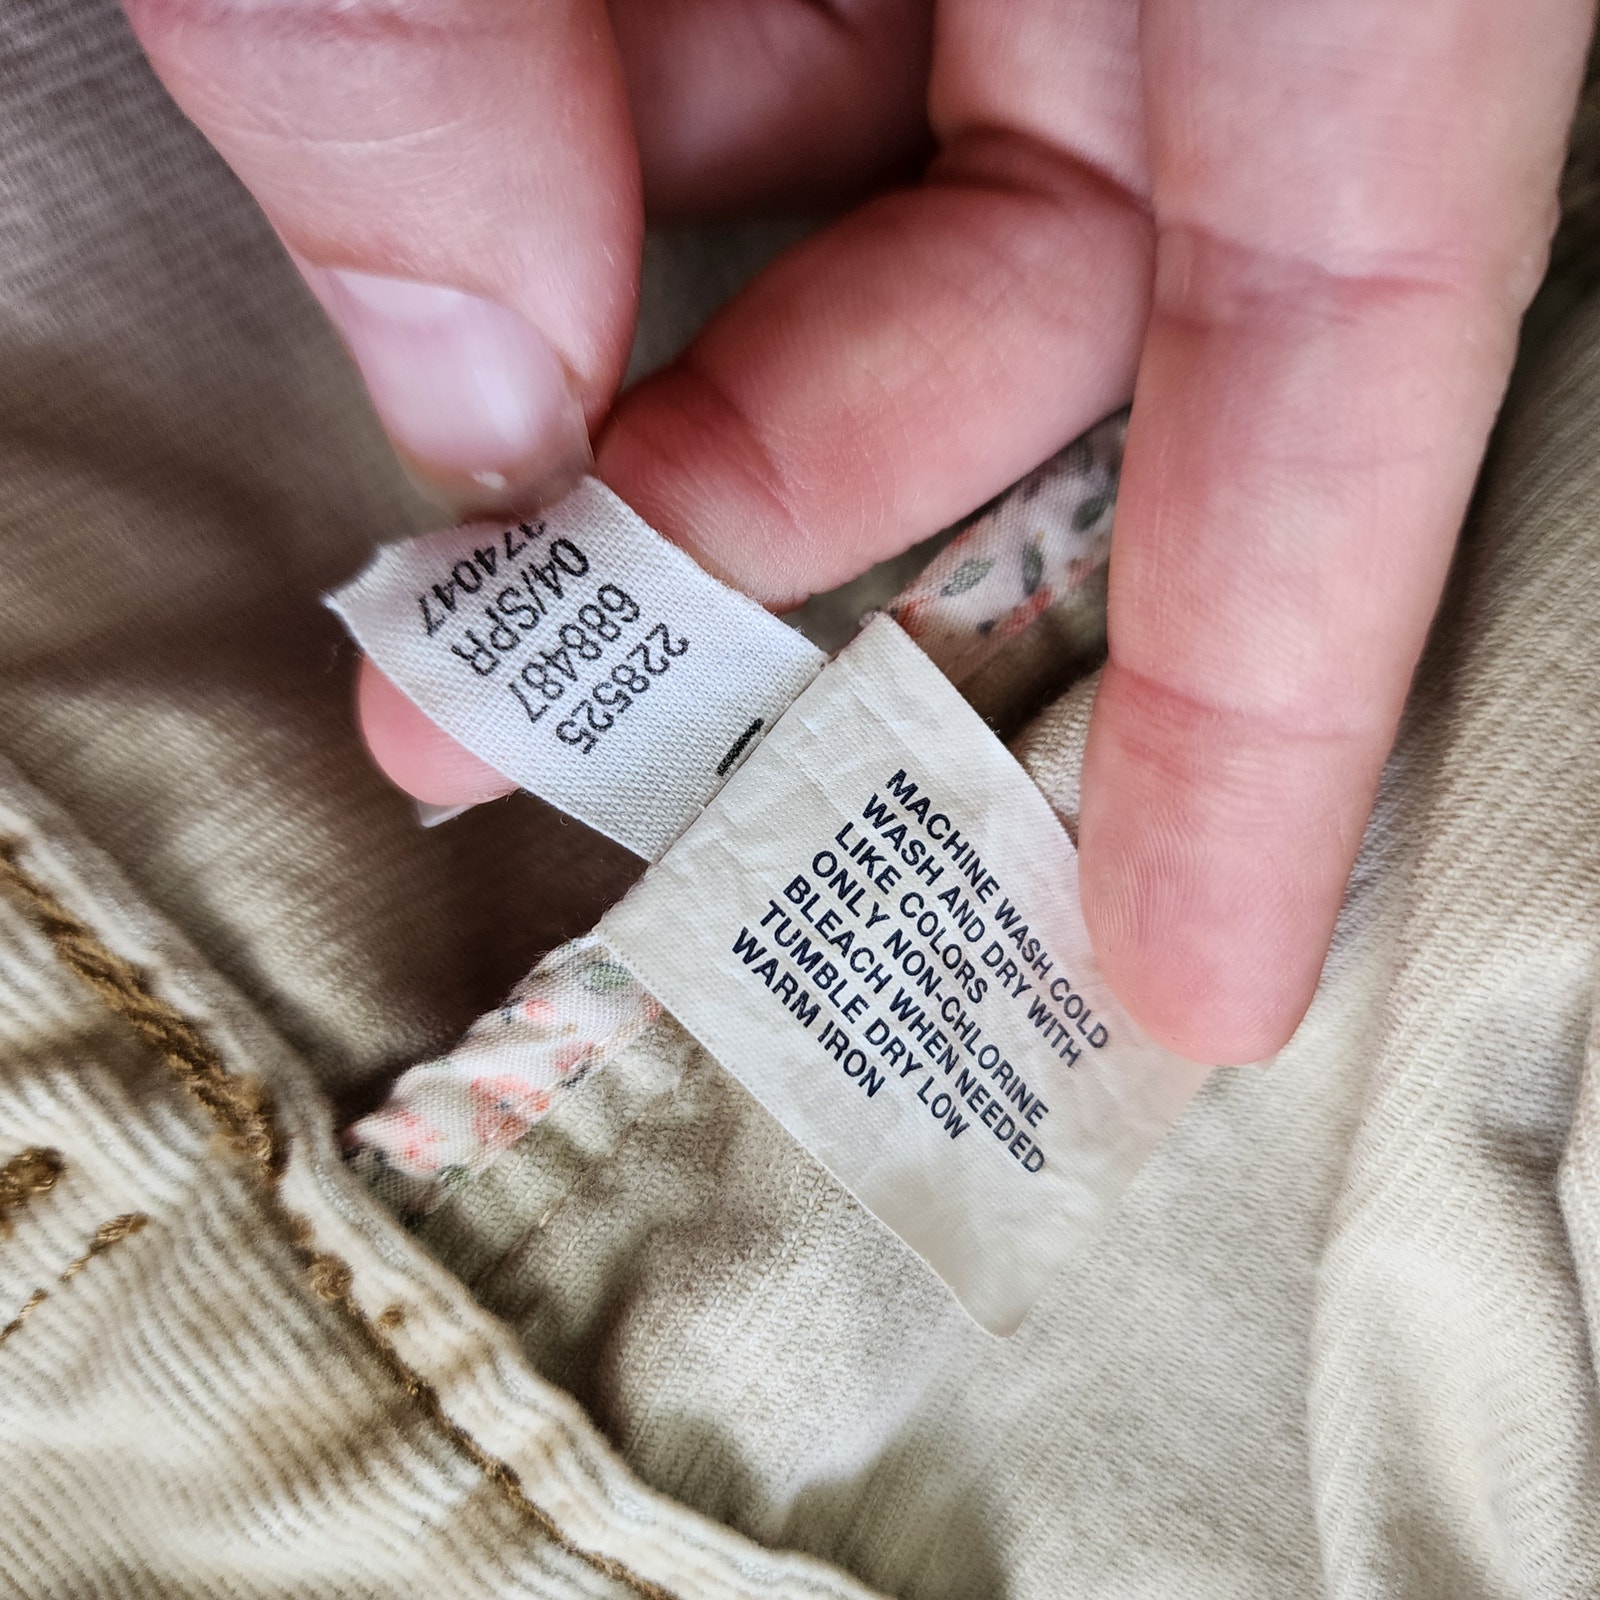 228525
688487
04/SPR
374047
MACHINE WASH COLD
WASH AND DRY WITH
LIKE COLORS
ONLY NON-CHLORINE
BLEACH WHEN NEEDED
TUMBLE DRY LOW
WARM IRON